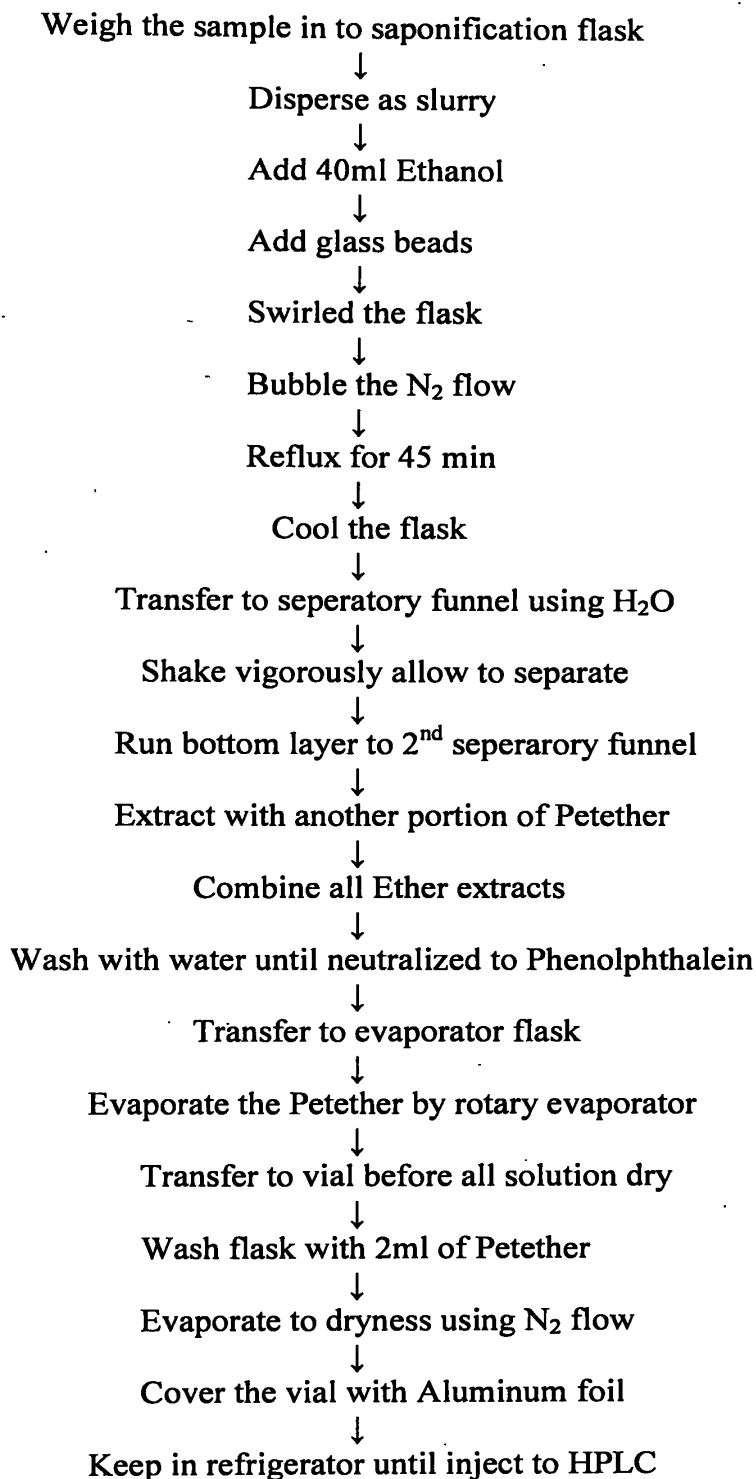 Weigh the sample in to saponification flask
↓
Disperse as slurry
↓
Add 40ml Ethanol
↓
Add glass beads
↓
Swirled the flask
↓
Bubble the N₂ flow
↓
Reflux for 45 min
↓
Cool the flask
↓
Transfer to seperatory funnel using H₂O
↓
Shake vigorously allow to separate
↓
Run bottom layer to 2ⁿᵈ seperarory funnel
↓
Extract with another portion of Petether
↓
Combine all Ether extracts
↓
Wash with water until neutralized to Phenolphthalein
↓
Transfer to evaporator flask
↓
Evaporate the Petether by rotary evaporator
↓
Transfer to vial before all solution dry
↓
Wash flask with 2ml of Petether
↓
Evaporate to dryness using N₂ flow
↓
Cover the vial with Aluminum foil
↓
Keep in refrigerator until inject to HPLC